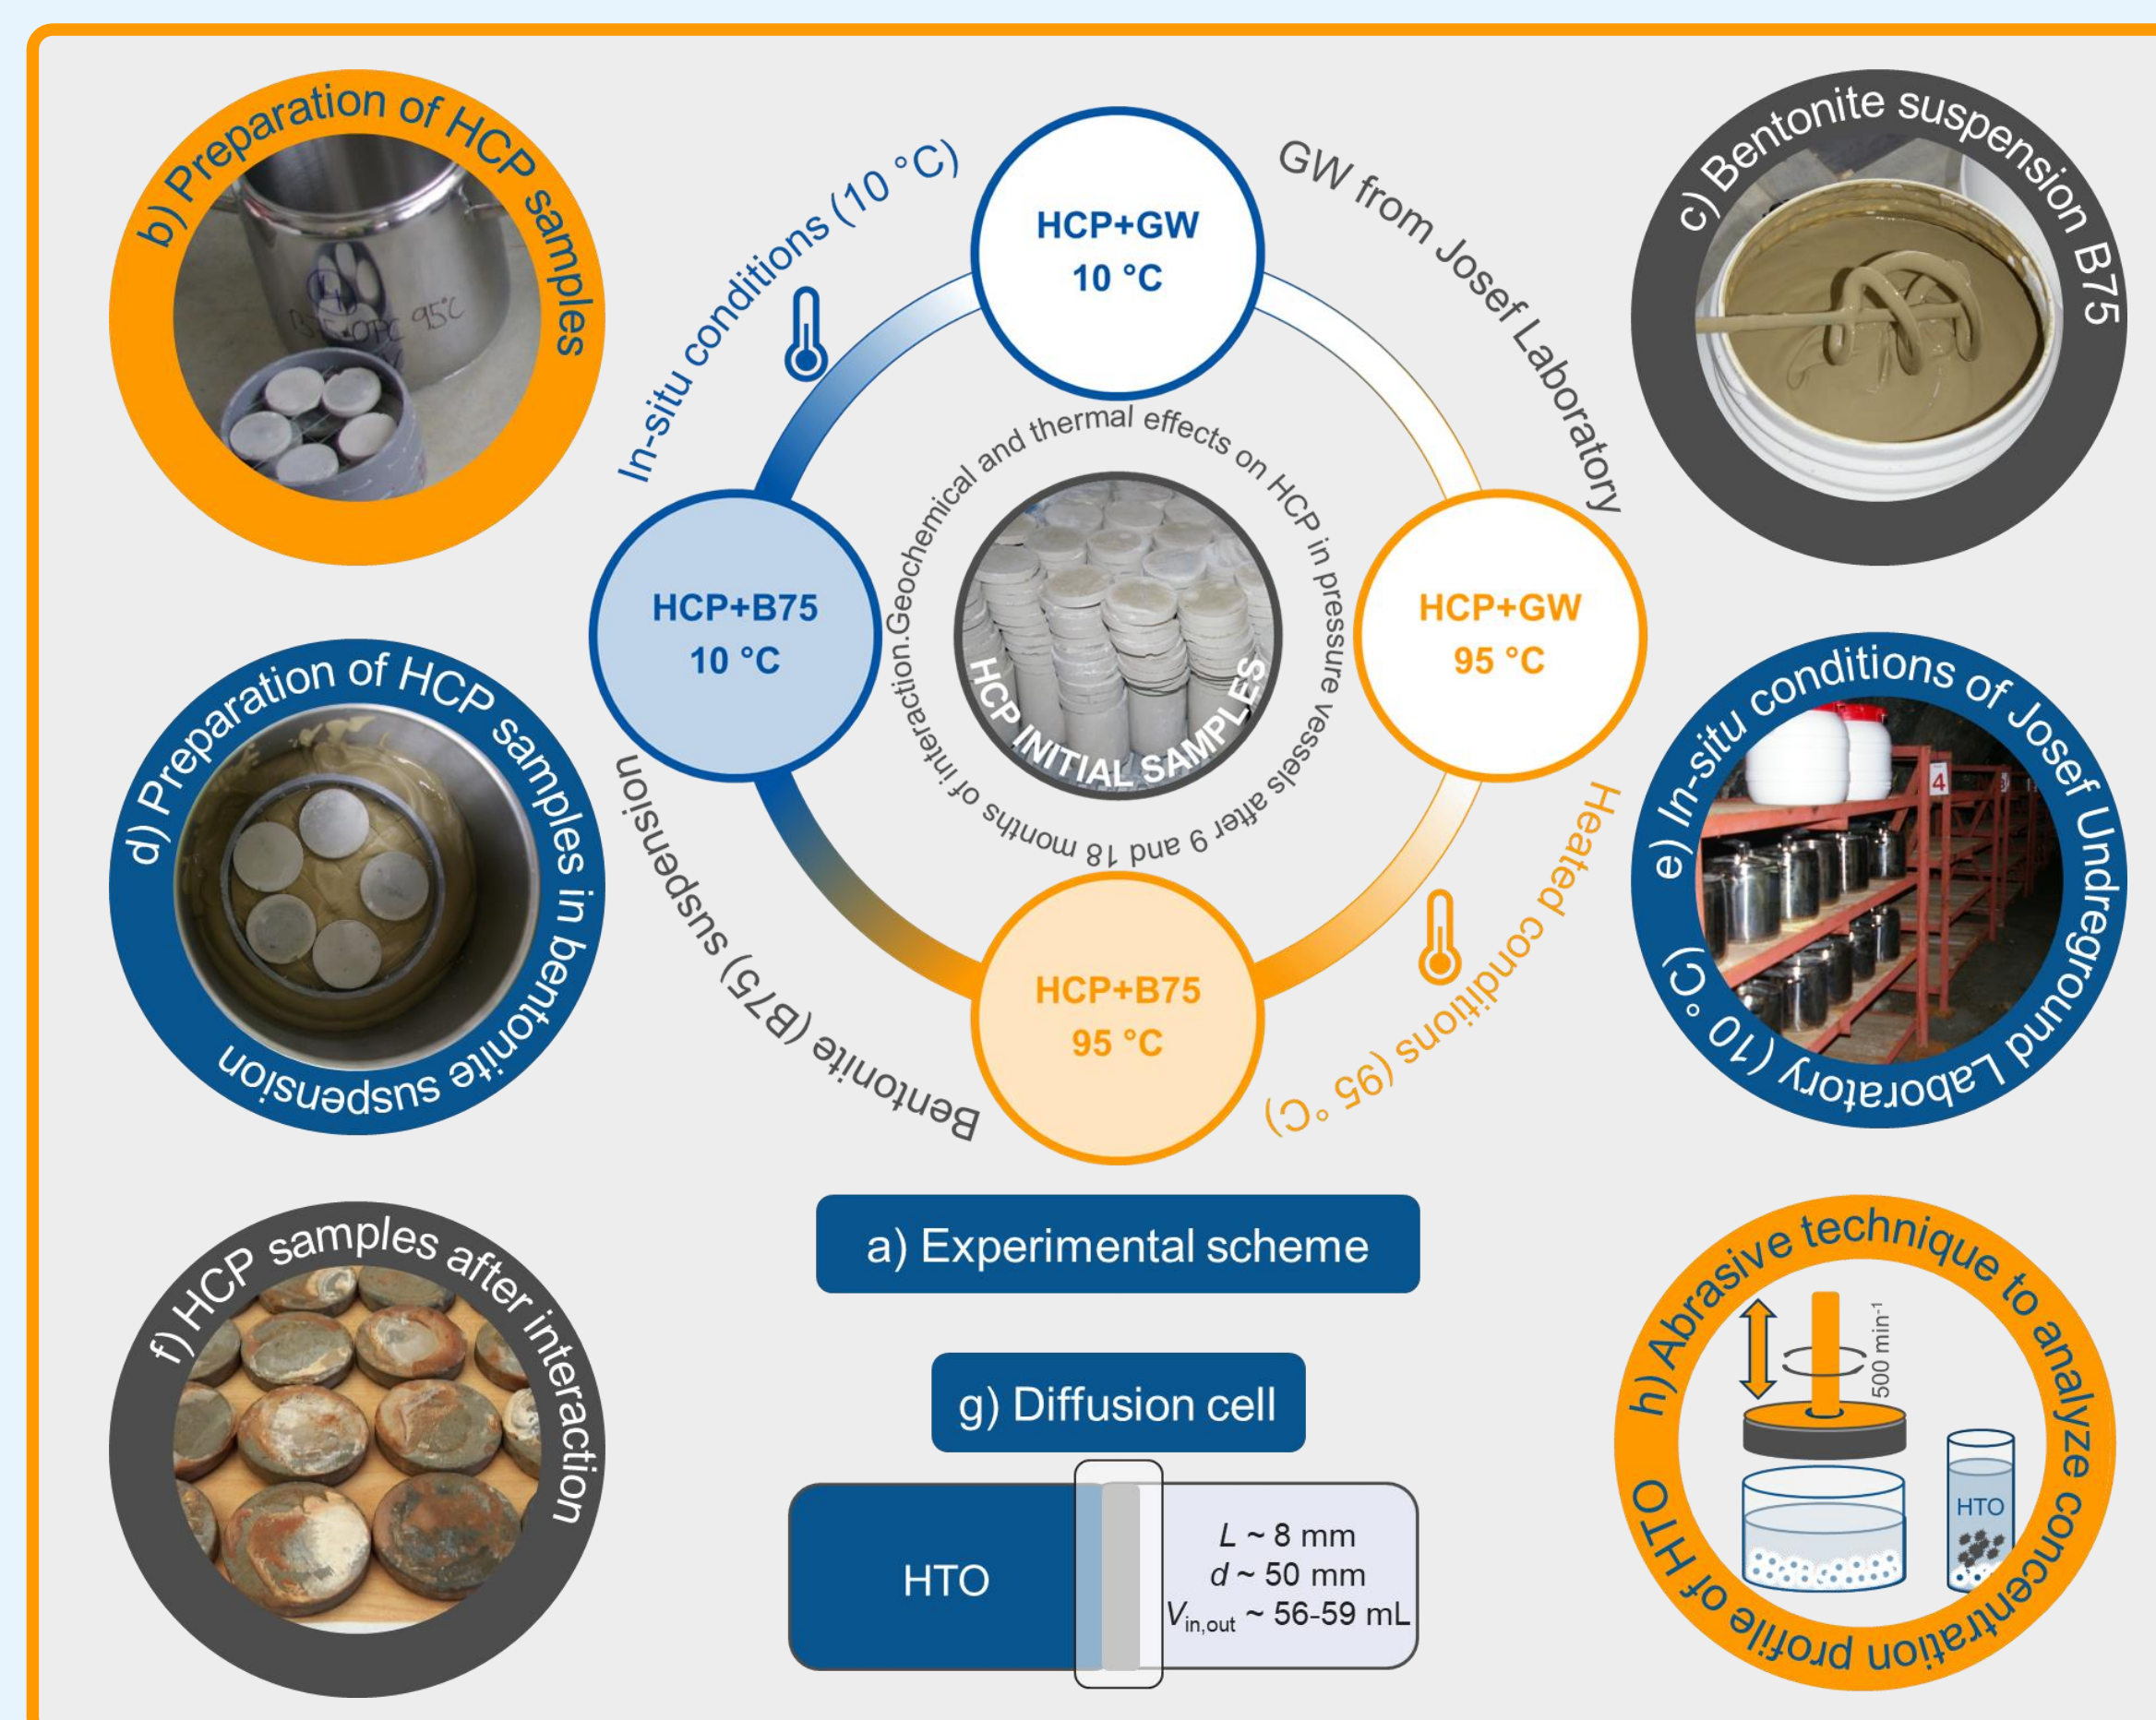 b) Preparation of HCP samples
95°C
In-situ conditions (10 °C)
HCP+GW
10 °C
GW from Josef Laboratory
c) Bentonite suspension B75
HCP+B75
10 °C
Geochemical and thermal effects on HCP in pressure vessels after 9 and 18 months of interaction.
HCP INITIAL SAMPLES
HCP+GW
95 °C
d) Preparation of HCP samples in bentonite suspension
Bentonite (B75) suspension
HCP+B75
95 °C
Heated conditions (95 °C)
e) In-situ conditions of Josef Undreground Laboratory (10 °C)
4
a) Experimental scheme
f) HCP samples after interaction
g) Diffusion cell
HTO
L ~ 8 mm
d ~ 50 mm
Vin,out ~ 56-59 mL
h) Abrasive technique to analyze concentration profile of HTO
500 min-1
HTO